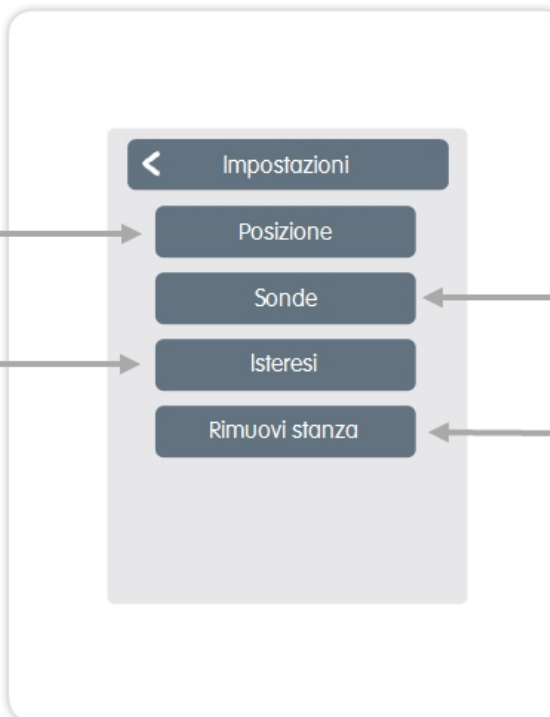 Impostazioni
Posizione
Sonde
Isteresi
Rimuovi stanza